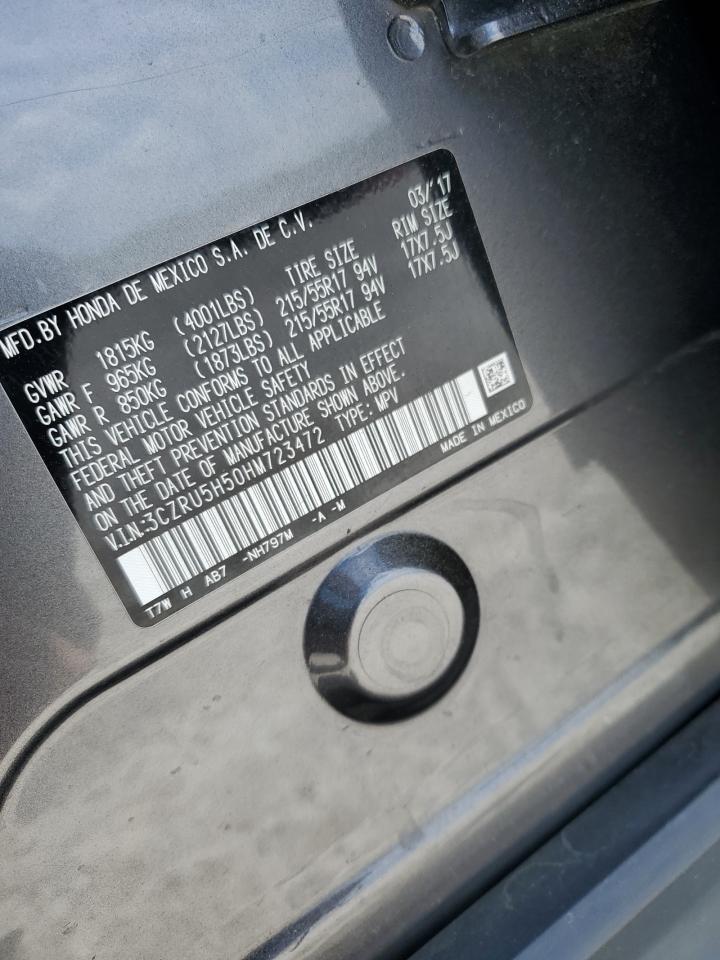 MFD.BY HONDA DE MEXICO S.A. DE C.V. 03/'17
GVWR 1815KG (4001LBS) TIRE SIZE RIM SIZE
GAWR F 965KG (2127LBS) 215/55R17 94V 17X7.5J
GAWR R 850KG (1873LBS) 215/55R17 94V 17X7.5J
THIS VEHICLE CONFORMS TO ALL APPLICABLE
FEDERAL MOTOR VEHICLE SAFETY
AND THEFT PREVENTION STANDARDS IN EFFECT
ON THE DATE OF MANUFACTURE SHOWN ABOVE.
V.I.N:3CZRU5H50HM723472 TYPE: MPV
T7W H AB7 -NH797M -A -M MADE IN MEXICO